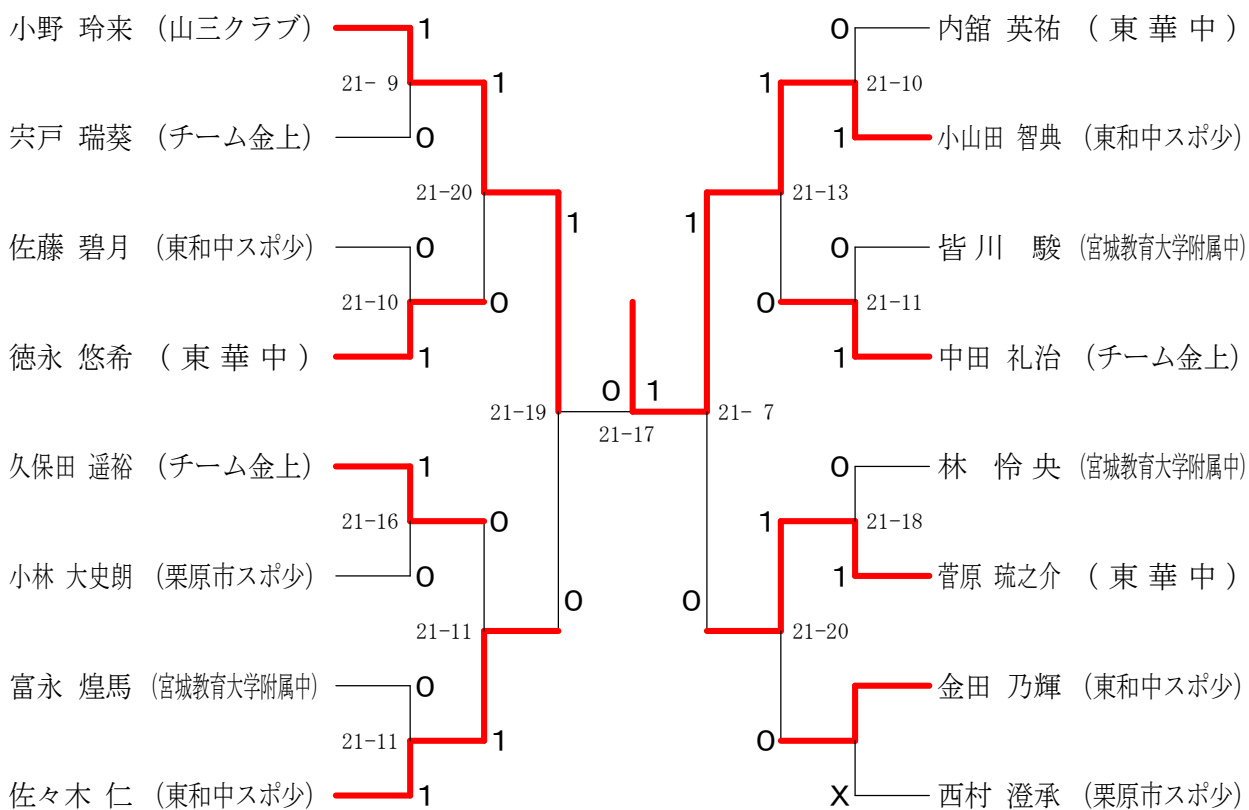 小野 玲来 (山三クラブ) 1 0 内舘 英祐 (東華中)
21- 9 1 1 21-10
宍戸 瑞葵 (チーム金上) 0 1 小山田 智典 (東和中スポ少)
21-20 21-13
1 1
佐藤 碧月 (東和中スポ少) 0 0 皆川 駿 (宮城教育大学附属中)
21-10 0 0 21-11
徳永 悠希 (東華中) 1 1 中田 礼治 (チーム金上)
0 1
21-19 21- 7
21-17
久保田 遥裕 (チーム金上) 1 0 林 怜央 (宮城教育大学附属中)
21-16 0 1 21-18
小林 大史朗 (栗原市スポ少) 0 1 菅原 琉之介 (東華中)
0 0
21-11 21-20
富永 煌馬 (宮城教育大学附属中) 0 金田 乃輝 (東和中スポ少)
21-11 1 0
佐々木 仁 (東和中スポ少) 1 X 西村 澄承 (栗原市スポ少)